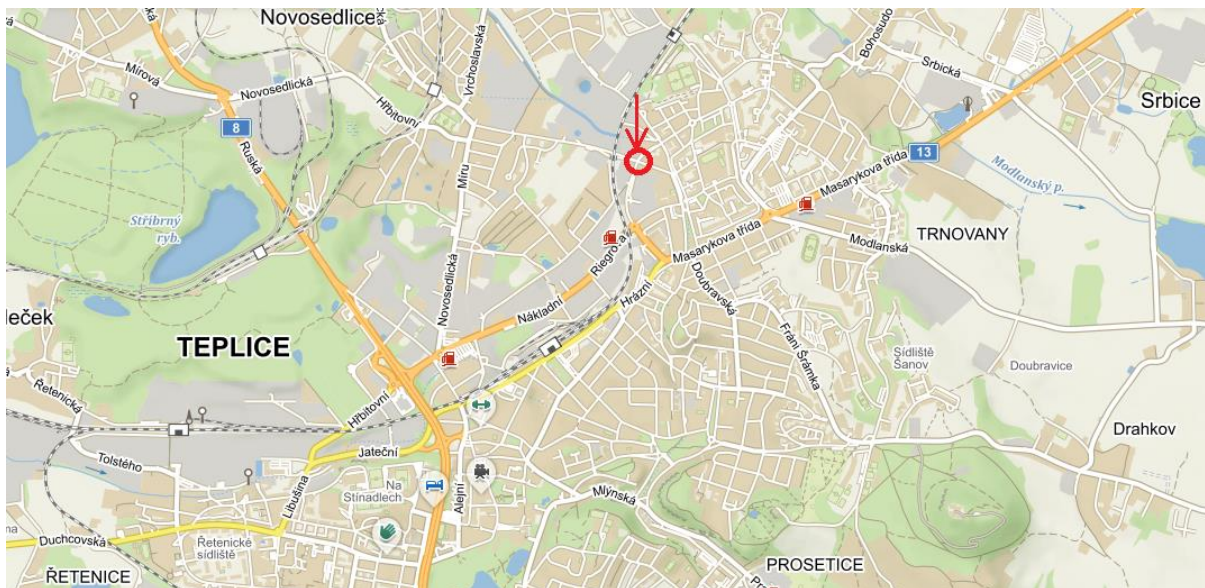 Novosedlice
Mírová
Novosedlická
Vrchoslavská
Hřbitovní
Bohosudo
Srbická
Srbice
8
Ruská
13
Masarykova třída
Modlanský p.
Míru
Stříbrný
ryb.
TRNOVANY
Modlanská
Masarykova třída
Riegrova
Doubravská
Hrázní
Nákladní
Novosedlická
leček
TEPLICE
Fráni Šrámka
Sídliště
Šanov
Doubravice
Řetenická
Hřbitovní
Drahkov
Tolstého
Jateční
Libušina
Na
Stínadlech
Alejní
Mlýnská
Duchcovská
Řetenické
sídliště
ŘETENICE
PROSETICE